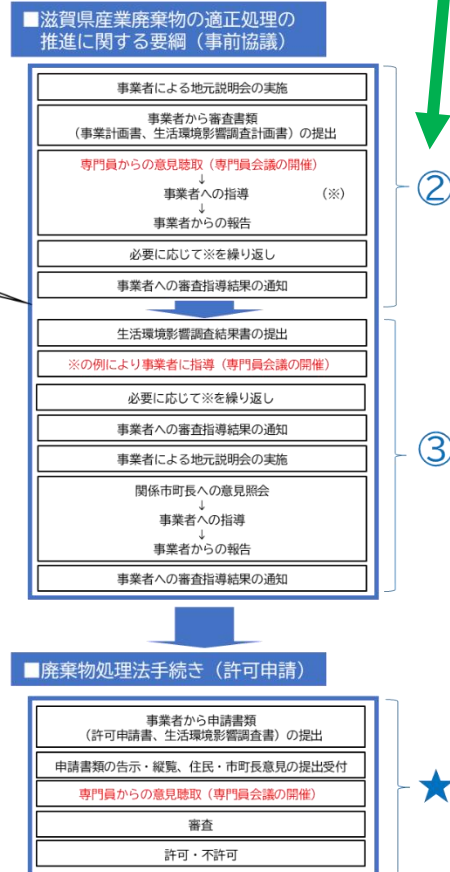 ■滋賀県産業廃棄物の適正処理の
推進に関する要綱（事前協議）
事業者による地元説明会の実施
事業者から審査書類
（事業計画書、生活環境影響調査計画書）の提出
専門員からの意見聴取（専門員会議の開催）
↓
事業者への指導　　　　（※）
↓
事業者からの報告
必要に応じて※を繰り返し
事業者への審査指導結果の通知
②
生活環境影響調査結果書の提出
※の例により事業者に指導（専門員会議の開催）
必要に応じて※を繰り返し
事業者への審査指導結果の通知
事業者による地元説明会の実施
関係市町長への意見照会
↓
事業者への指導
↓
事業者からの報告
事業者への審査指導結果の通知
③
■廃棄物処理法手続き（許可申請）
事業者から申請書類
（許可申請書、生活環境影響調査書）の提出
申請書類の告示・縦覧、住民・市町長意見の提出受付
専門員からの意見聴取（専門員会議の開催）
審査
許可・不許可
★